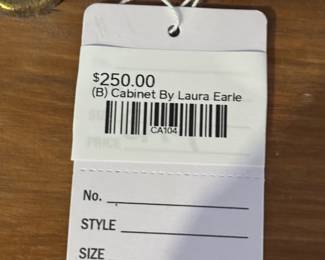 $250.00
(B) Cabinet By Laura Earle
CA104
No.
STYLE
SIZE